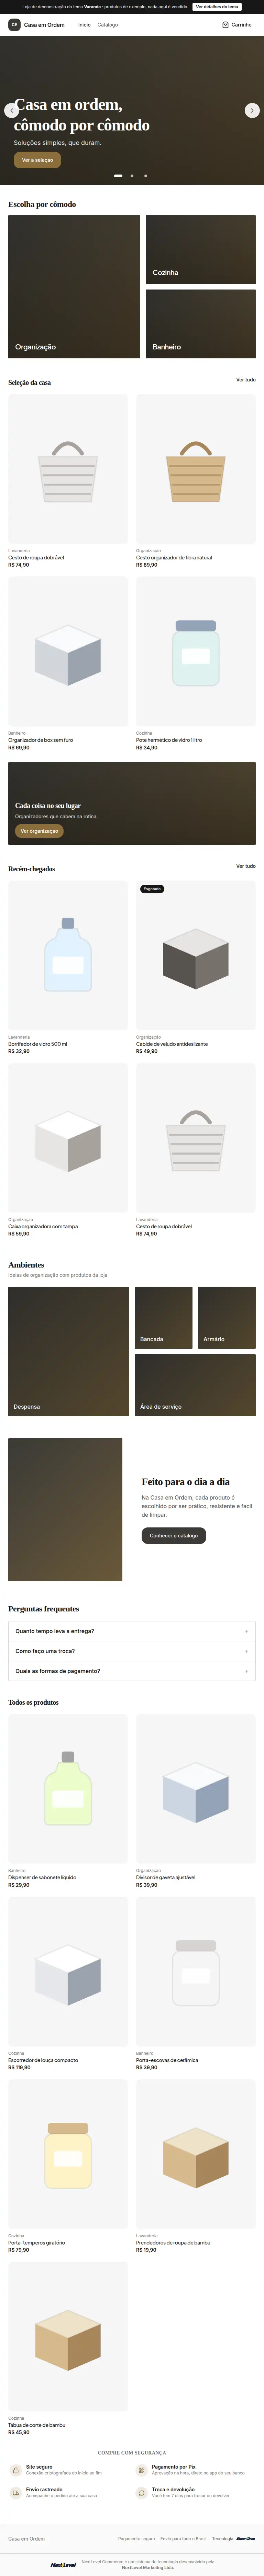 Loja de demonstração do tema Varanda · produtos de exemplo, nada aqui é vendido. Ver detalhes do tema
CE Casa em Ordem Início Catálogo Carrinho
Casa em ordem,
cômodo por cômodo
Soluções simples, que duram.
Ver a seleção
Escolha por cômodo
Organização
Cozinha
Banheiro
Seleção da casa
Ver tudo
Lavanderia
Cesto de roupa dobrável
R$ 74,90
Organização
Cesto organizador de fibra natural
R$ 89,90
Banheiro
Organizador de box sem furo
R$ 69,90
Cozinha
Pote hermético de vidro 1 litro
R$ 34,90
Cada coisa no seu lugar
Organizadores que cabem na rotina.
Ver organização
Recém-chegados
Ver tudo
Lavanderia
Borrifador de vidro 500 ml
R$ 32,90
Esgotado
Organização
Cabide de veludo antideslizante
R$ 49,90
Organização
Caixa organizadora com tampa
R$ 59,90
Lavanderia
Cesto de roupa dobrável
R$ 74,90
Ambientes
Ideias de organização com produtos da loja
Despensa
Bancada
Armário
Área de serviço
Feito para o dia a dia
Na Casa em Ordem, cada produto é
escolhido por ser prático, resistente e fácil
de limpar.
Conhecer o catálogo
Perguntas frequentes
Quanto tempo leva a entrega? +
Como faço uma troca? +
Quais as formas de pagamento? +
Todos os produtos
Banheiro
Dispenser de sabonete líquido
R$ 29,90
Organização
Divisor de gaveta ajustável
R$ 39,90
Cozinha
Escorredor de louça compacto
R$ 119,90
Banheiro
Porta-escovas de cerâmica
R$ 39,90
Cozinha
Porta-temperos giratório
R$ 79,90
Lavanderia
Prendedores de roupa de bambu
R$ 19,90
Cozinha
Tábua de corte de bambu
R$ 45,90
COMPRE COM SEGURANÇA
Site seguro
Conexão criptografada do início ao fim
Pagamento por Pix
Aprovação na hora, direto no app do seu banco
Envio rastreado
Acompanhe o pedido até a sua casa
Troca e devolução
Você tem 7 dias para trocar ou devolver
Casa em Ordem
Pagamento seguro Envio para todo o Brasil Tecnologia
NextLevel
NextLevel Commerce é um sistema de tecnologia desenvolvido pela
NextLevel Marketing Ltda.